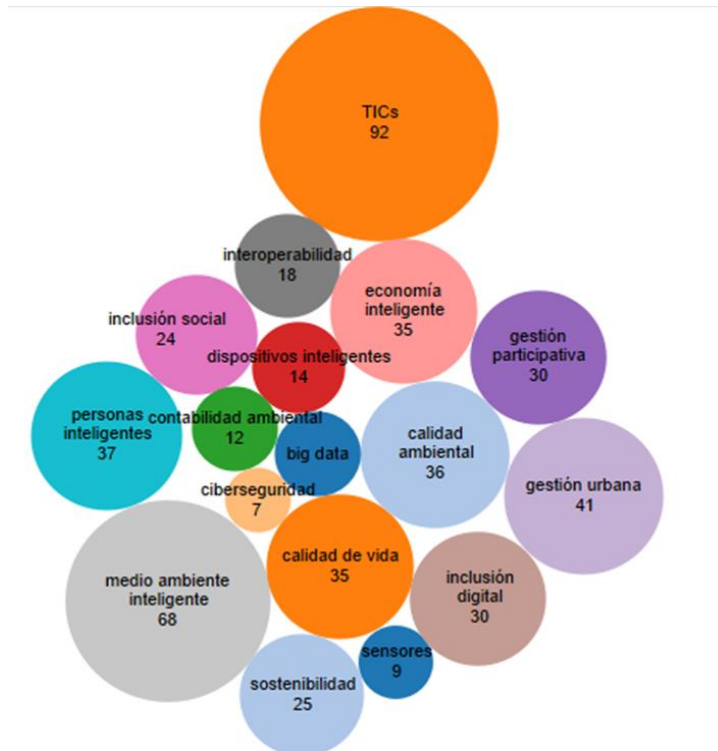 TICs
92
interoperabilidad
18
economía
inteligente
35
inclusión social
24
gestión
participativa
30
dispositivos inteligentes
14
personas
inteligentes
37
contabilidad ambiental
12
big data
calidad
ambiental
36
gestión urbana
41
ciberseguridad
7
calidad de vida
35
medio ambiente
inteligente
68
inclusión
digital
30
sensores
9
sostenibilidad
25